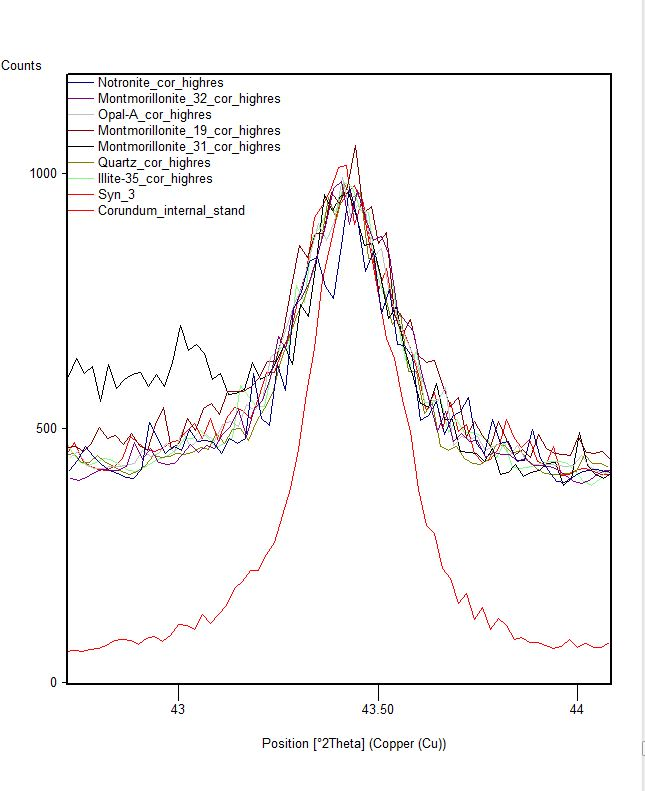 Counts
Notronite_cor_highres
Montmorillonite_32_cor_highres
Opal-A_cor_highres
Montmorillonite_19_cor_highres
Montmorillonite_31_cor_highres
Quartz_cor_highres
Illite-35_cor_highres
Syn_3
Corundum_internal_stand
1000
500
0
43 43.50 44
Position [°2Theta] (Copper (Cu))